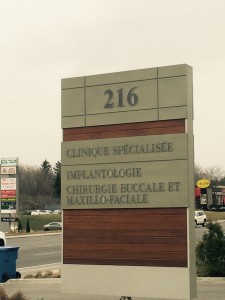 216
CLINIQUE SPÉCIALISÉE
IMPLANTOLOGIE
CHIRURGIE BUCCALE ET
MAXILLO-FACIALE